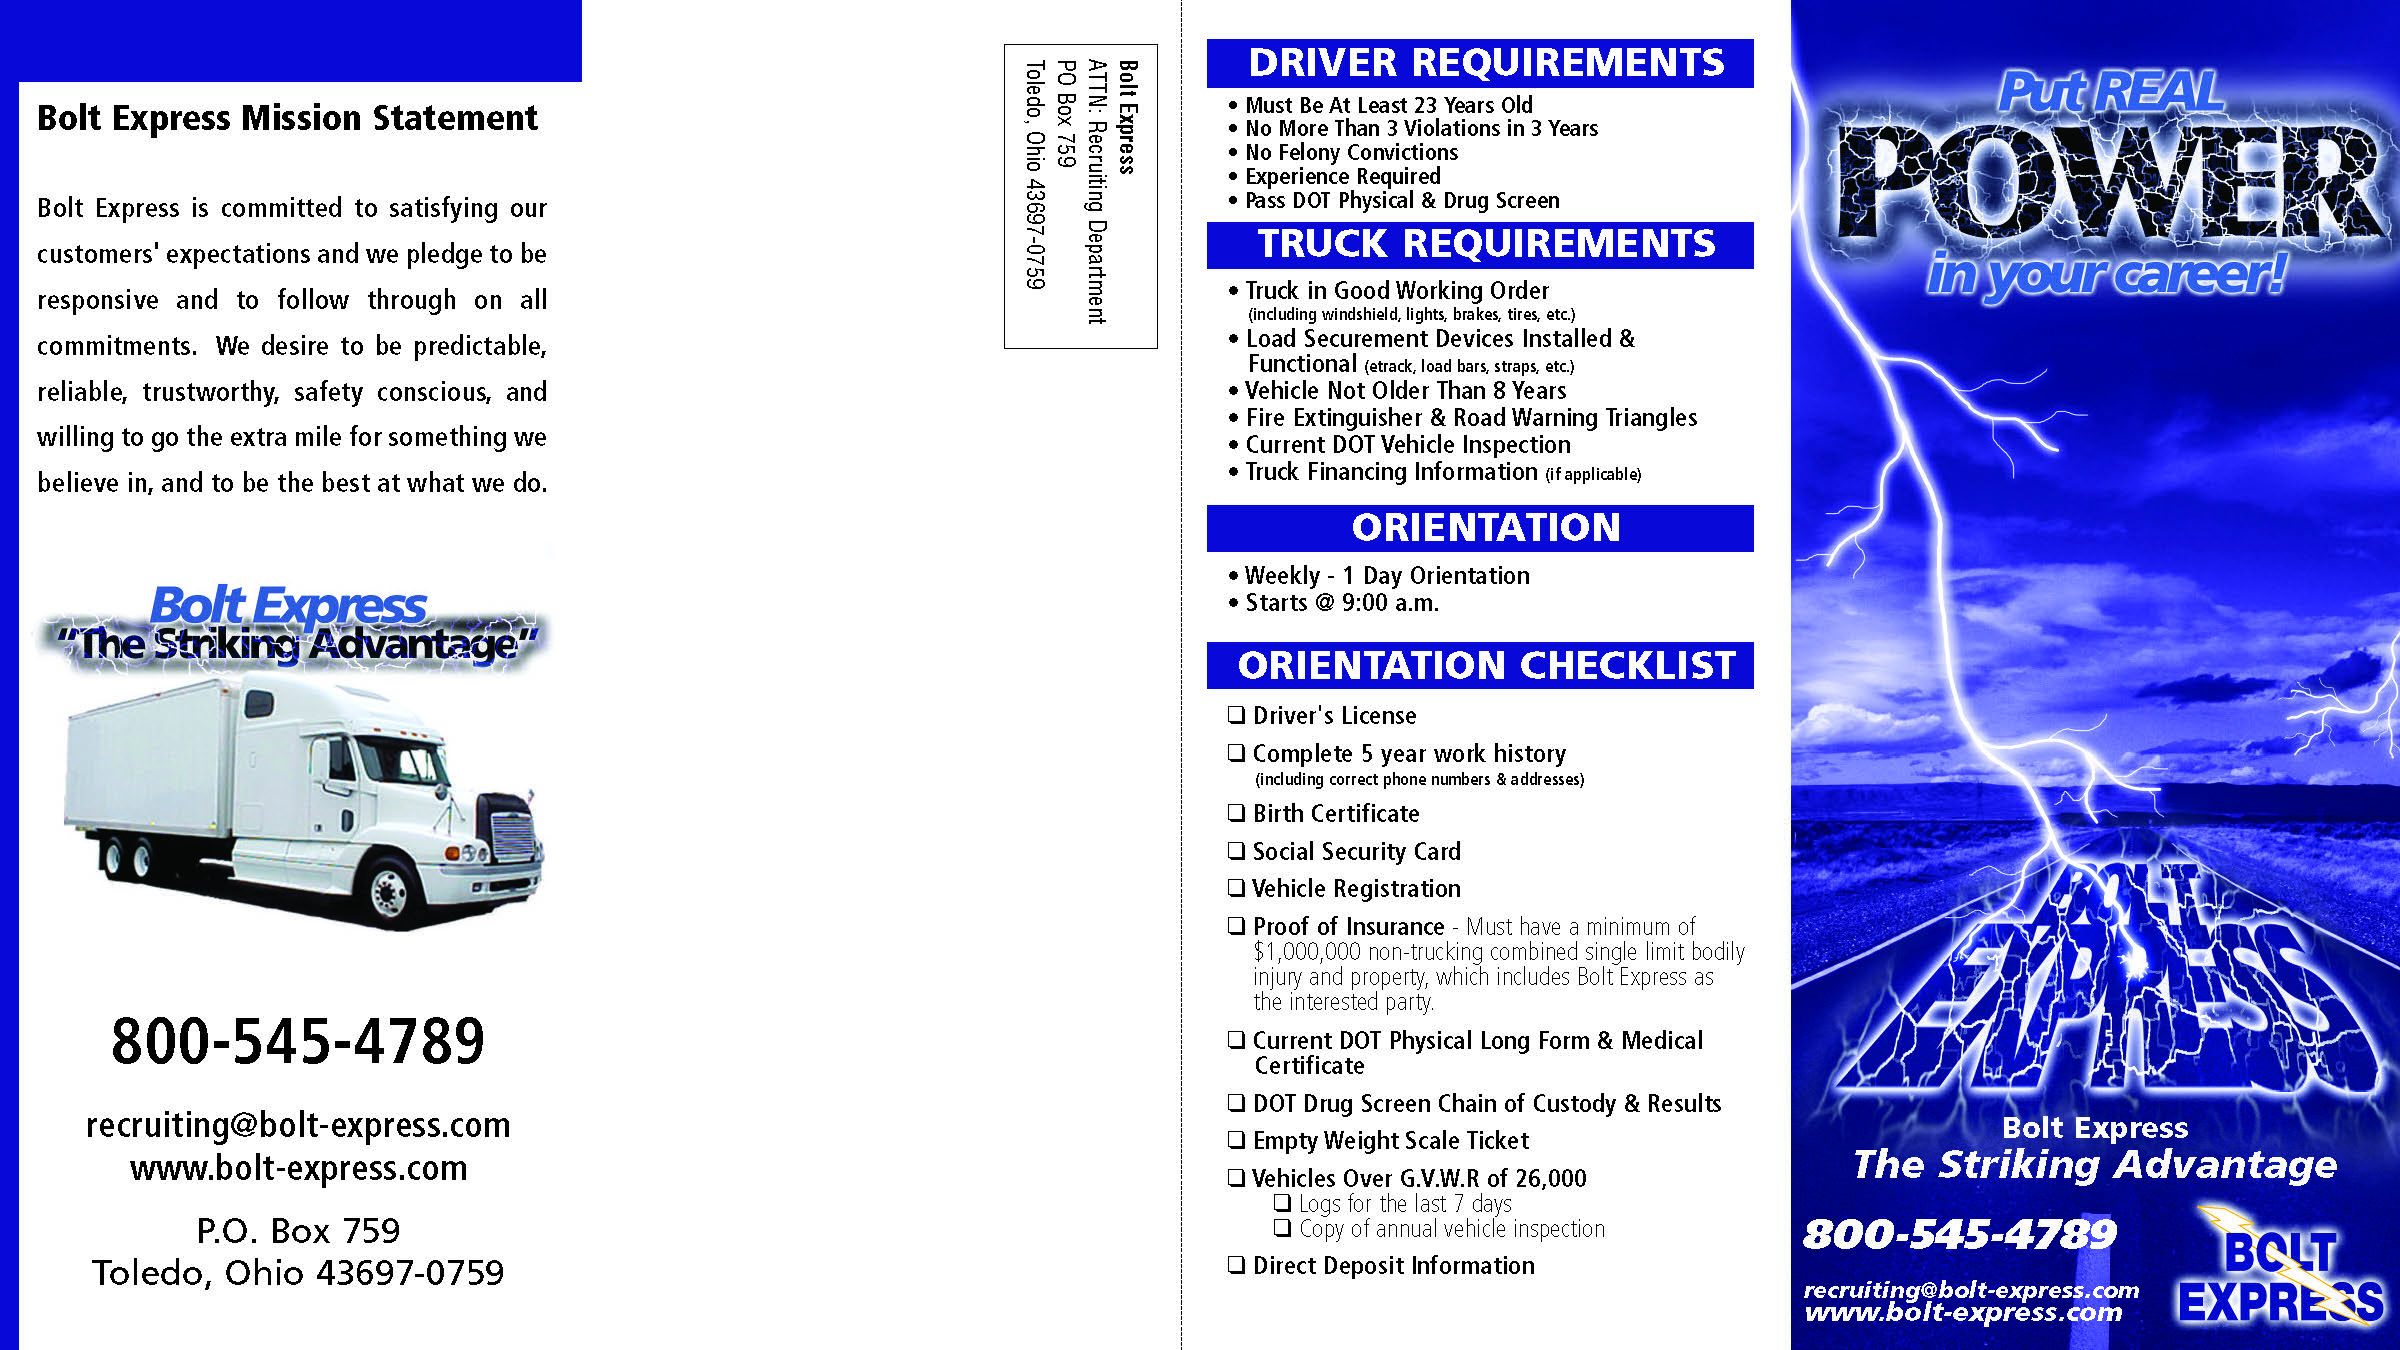 Bolt Express Mission Statement
Bolt Express is committed to satisfying our
customers' expectations and we pledge to be
responsive and to follow through on all
commitments. We desire to be predictable,
reliable, trustworthy, safety conscious, and
willing to go the extra mile for something we
believe in, and to be the best at what we do.
Bolt Express
"The Striking Advantage"
800-545-4789
recruiting@bolt-express.com
www.bolt-express.com
P.O. Box 759
Toledo, Ohio 43697-0759
Bolt Express
ATTN: Recruiting Department
PO Box 759
Toledo, Ohio 43697-0759
DRIVER REQUIREMENTS
• Must Be At Least 23 Years Old
• No More Than 3 Violations in 3 Years
• No Felony Convictions
• Experience Required
• Pass DOT Physical & Drug Screen
TRUCK REQUIREMENTS
• Truck in Good Working Order
(including windshield, lights, brakes, tires, etc.)
• Load Securement Devices Installed &
Functional (etrack, load bars, straps, etc.)
• Vehicle Not Older Than 8 Years
• Fire Extinguisher & Road Warning Triangles
• Current DOT Vehicle Inspection
• Truck Financing Information (if applicable)
ORIENTATION
• Weekly - 1 Day Orientation
• Starts @ 9:00 a.m.
ORIENTATION CHECKLIST
❑ Driver's License
❑ Complete 5 year work history
(including correct phone numbers & addresses)
❑ Birth Certificate
❑ Social Security Card
❑ Vehicle Registration
❑ Proof of Insurance - Must have a minimum of
$1,000,000 non-trucking combined single limit bodily
injury and property, which includes Bolt Express as
the interested party.
❑ Current DOT Physical Long Form & Medical
Certificate
❑ DOT Drug Screen Chain of Custody & Results
❑ Empty Weight Scale Ticket
❑ Vehicles Over G.V.W.R of 26,000
❑ Logs for the last 7 days
❑ Copy of annual vehicle inspection
❑ Direct Deposit Information
Put REAL
POWER
in your career!
BOLT
EXPRESS
Bolt Express
The Striking Advantage
800-545-4789
recruiting@bolt-express.com
www.bolt-express.com
BOLT
EXPRESS